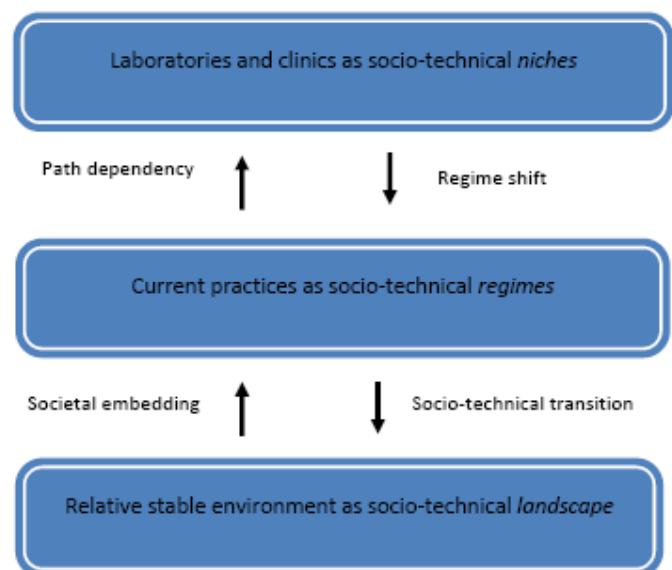 Laboratories and clinics as socio-technical niches
Path dependency
Regime shift
Current practices as socio-technical regimes
Societal embedding
Socio-technical transition
Relative stable environment as socio-technical landscape